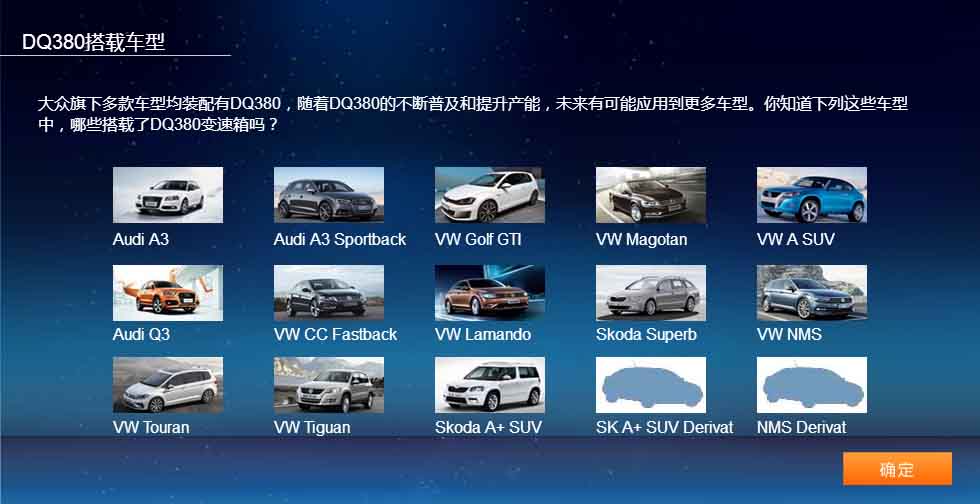 DQ380搭载车型
大众旗下多款车型均装配有DQ380，随着DQ380的不断普及和提升产能，未来有可能应用到更多车型。你知道下列这些车型
中，哪些搭载了DQ380变速箱吗？
Audi A3 Audi A3 Sportback VW Golf GTI VW Magotan VW A SUV
Audi Q3 VW CC Fastback VW Lamando Skoda Superb VW NMS
VW Touran VW Tiguan Skoda A+ SUV SK A+ SUV Derivat NMS Derivat
确定